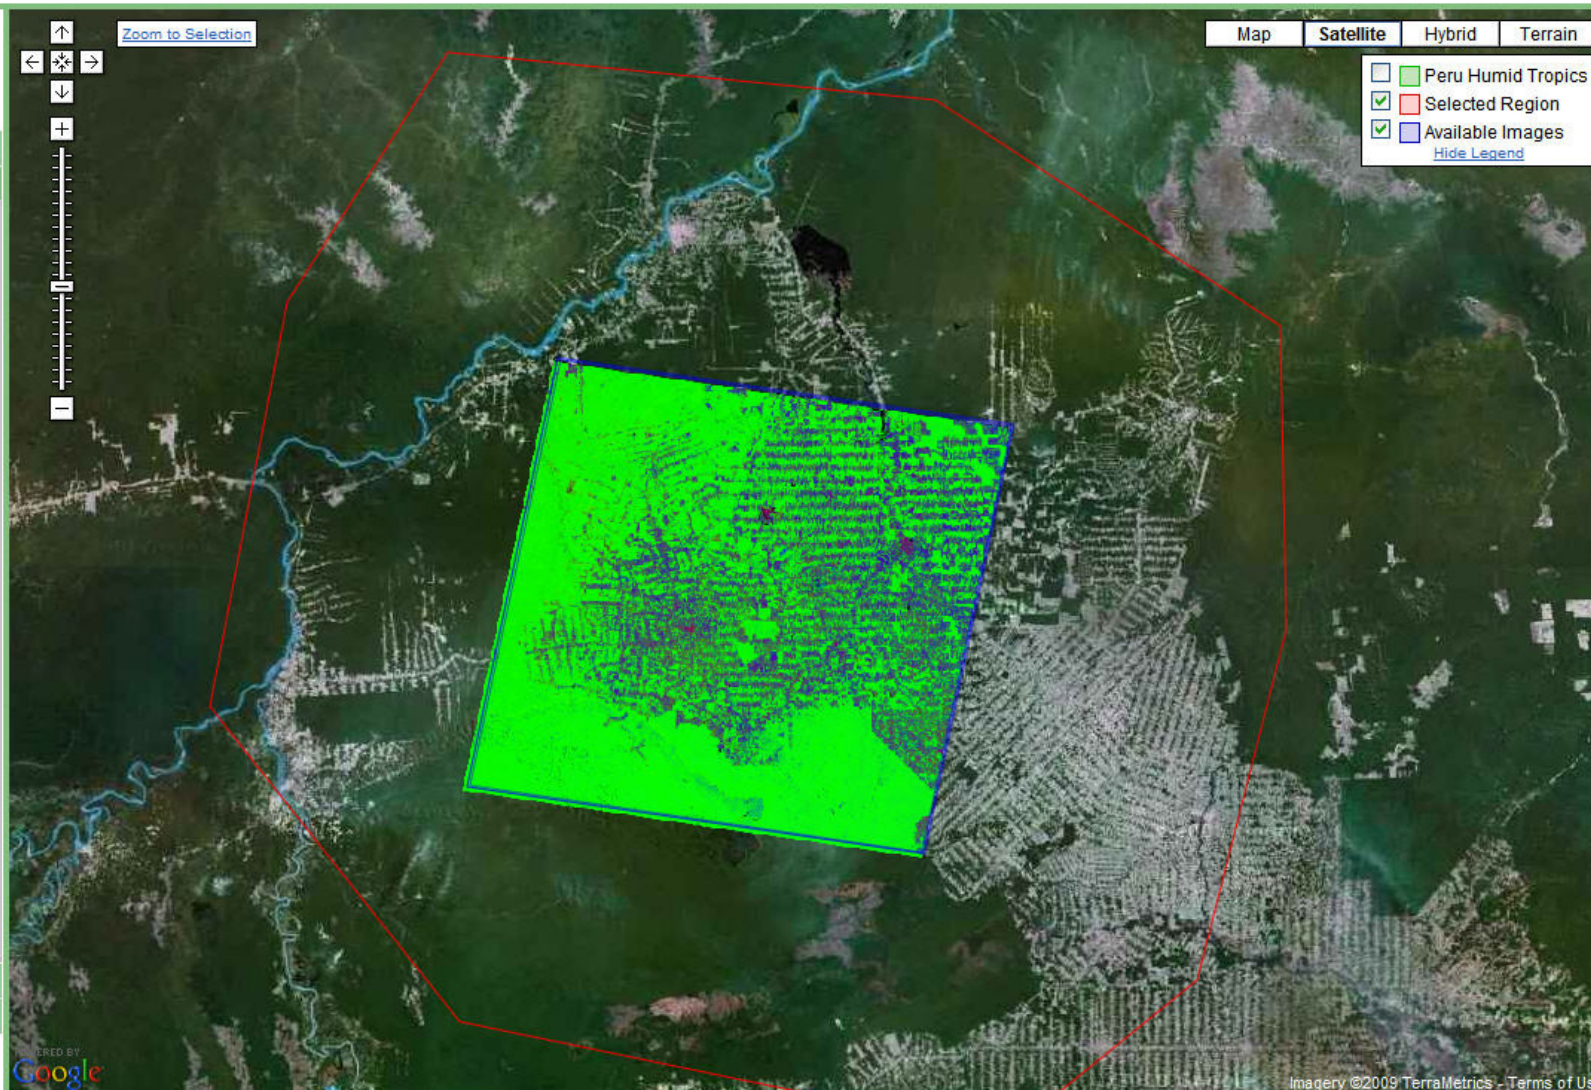 Zoom to Selection
Map Satellite Hybrid Terrain
Peru Humid Tropics
Selected Region
Available Images
Hide Legend
Google
Imagery ©2009 TerraMetrics - Terms of